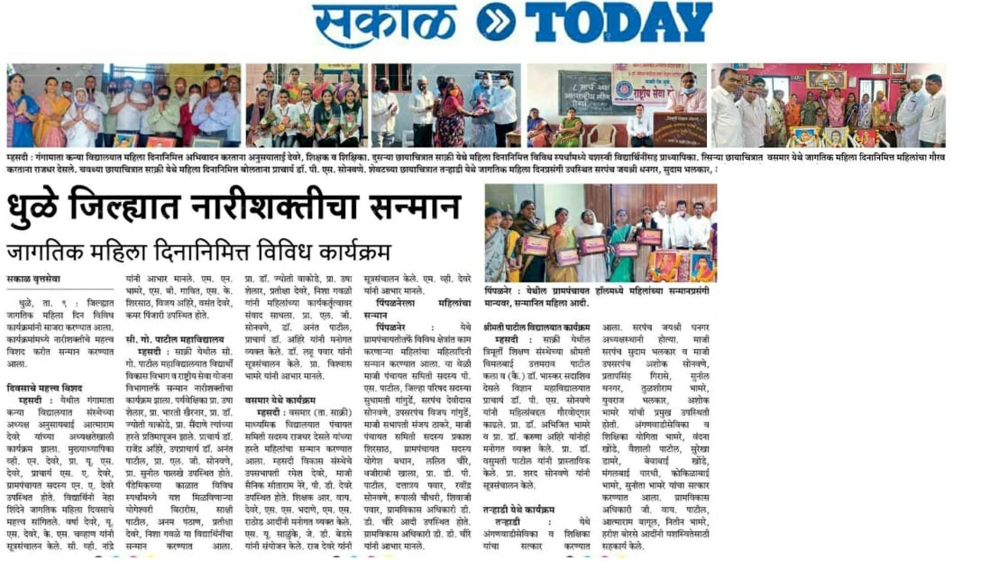 सकाळ » TODAY
८ मार्च
राष्ट्रीय सेवा
म्हसदी : गंगामाता कन्या विद्यालयात महिला दिनानिमित्त अभिवादन करताना अनुसयाताई देवरे, शिक्षक व शिक्षिका. दुसऱ्या छायाचित्रात साक्री येथे महिला दिनानिमित्त विविध स्पर्धांमध्ये यशस्वी विद्यार्थिनींसह प्राध्यापिका. तिसऱ्या छायाचित्रात वसमार येथे जागतिक महिला दिनानिमित्त महिलांचा गौरव
करताना राजधर देसले. चवथ्या छायाचित्रात साक्री येथे महिला दिनानिमित्त बोलताना प्राचार्य डॉ. पी. एस. सोनवणे. शेवटच्या छायाचित्रात तऱ्हाडी येथे जागतिक महिला दिनप्रसंगी उपस्थित सरपंच जयश्री धनगर, सुदाम भलकार,
धुळे जिल्ह्यात नारीशक्तीचा सन्मान
जागतिक महिला दिनानिमित्त विविध कार्यक्रम
सकाळ वृत्तसेवा
धुळे, ता. ९ : जिल्ह्यात
जागतिक महिला दिन विविध
कार्यक्रमांनी साजरा करण्यात आला.
कार्यक्रमांमध्ये नारीशक्तीचे महत्त्व
विशद करीत सन्मान करण्यात
आला.
दिवसाचे महत्त्व विशद
म्हसदी : येथील गंगामाता
कन्या विद्यालयात संस्थेच्या
अध्यक्ष अनुसयाबाई आत्माराम
देवरे यांच्या अध्यक्षतेखाली
कार्यक्रम झाला. मुख्याध्यापिका
व्ही. एन. देवरे, प्रा. यू. एस.
देवरे, प्राचार्य एस. ए. देवरे,
ग्रामपंचायत सदस्य एन. ए. देवरे
उपस्थित होते. विद्यार्थिनी नेहा
शिंदेने जागतिक महिला दिवसाचे
महत्त्व सांगितले. वर्षा देवरे, यू.
एस. देवरे, के. एस. चव्हाण यांनी
सूत्रसंचालन केले. सी. व्ही. नांद्रे
यांनी आभार मानले. एम. एन.
भामरे, एस. बी. गावित, एस. के.
शिरसाठ, विजय अहिरे, वसंत देवरे,
कमर पिंजारी उपस्थित होते.
सी. गो. पाटील महाविद्यालय
म्हसदी : साक्री येथील सी.
गो. पाटील महाविद्यालयात विद्यार्थी
विकास विभाग व राष्ट्रीय सेवा योजना
विभागातर्फे सन्मान नारीशक्तीचा
कार्यक्रम झाला. पर्यवेक्षिका प्रा. उषा
शेलार, प्रा. भारती खैरनार, प्रा. डॉ.
ज्योती वाकोडे, प्रा. सैंदाणे त्यांच्या
हस्ते प्रतिमापूजन झाले. प्राचार्य डॉ.
राजेंद्र अहिरे, उपप्राचार्य डॉ. अनंत
पाटील, प्रा. एल. जी. सोनवणे,
प्रा. सुनील पालखे उपस्थित होते.
पँडेमिकच्या काळात विविध
स्पर्धांमध्ये यश मिळविणाऱ्या
योगेश्वरी बिरारीस, साक्षी
पाटील, अनम पठाण, प्रतीक्षा
देवरे, निशा गवळे या विद्यार्थिनींचा
सन्मान करण्यात आला.
प्रा. डॉ. ज्योती वाकोडे, प्रा. उषा
शेलार, प्रतीक्षा देवरे, निशा गवळी
यांनी महिलांच्या कार्यकर्तृत्वावर
संवाद साधला. प्रा. एल. जी.
सोनवणे, डॉ. अनंत पाटील,
प्राचार्य डॉ. अहिरे यांनी मनोगत
व्यक्त केले. डॉ. लहू पवार यांनी
सूत्रसंचालन केले. प्रा. विश्वास
भामरे यांनी आभार मानले.
वसमार येथे कार्यक्रम
म्हसदी : वसमार (ता. साक्री)
माध्यमिक विद्यालयात पंचायत
समिती सदस्य राजधर देसले यांच्या
हस्ते महिलांचा सन्मान करण्यात
आला. म्हसदी विकास संस्थेचे
उपसभापती रमेश देवरे, माजी
सैनिक सीताराम नेरे, पी. डी. देवरे
उपस्थित होते. शिक्षक आर. वाय.
देवरे, एस. एस. भदाणे, एम. एस.
राठोड आदींनी मनोगत व्यक्त केले.
एस. यू. साळुंके, जे. डी. बेडसे
यांनी संयोजन केले. राज देवरे यांनी
सूत्रसंचालन केले. एम. व्ही. देवरे
यांनी आभार मानले.
पिंपळनेरला महिलांचा
सन्मान
पिंपळनेर : येथे
ग्रामपंचायतीतर्फे विविध क्षेत्रांत काम
करणाऱ्या महिलांचा महिलादिनी
सन्मान करण्यात आला. या वेळी
माजी पंचायत समिती सदस्य पी.
एस. पाटील, जिल्हा परिषद सदस्या
सुधामती गांगुर्डे, सरपंच देवीदास
सोनवणे, उपसरपंच विजय गांगुर्डे,
माजी सभापती संजय ठाकरे, माजी
पंचायत समिती सदस्य प्रकाश
शिरसाठ, ग्रामपंचायत सदस्य
योगेश बधान, ललित चौरे,
वजीराबी खाला, प्रा. डी. पी.
पाटील, दत्तात्रय पवार, रवींद्र
सोनवणे, रूपाली चौधरी, शिवाजी
पवार, ग्रामविकास अधिकारी डी.
डी. चौरे आदी उपस्थित होते.
ग्रामविकास अधिकारी डी. डी. चौरे
यांनी आभार मानले.
पिंपळनेर : येथील ग्रामपंचायत हॉलमध्ये महिलांच्या सन्मानप्रसंगी
मान्यवर, सन्मानित महिला आदी.
श्रीमती पाटील विद्यालयात कार्यक्रम
म्हसदी : साक्री येथील
त्रिमूर्ती शिक्षण संस्थेच्या श्रीमती
विमलबाई उत्तमराव पाटील
कला व (कै.) डॉ. भास्कर सदाशिव
देसले विज्ञान महाविद्यालयात
प्राचार्य डॉ. पी. एस. सोनवणे
यांनी महिलांबद्दल गौरवोद्गार
काढले. प्रा. डॉ. अभिजित भामरे
व प्रा. डॉ. करुणा अहिरे यांनीही
मनोगत व्यक्त केले. प्रा. डॉ.
वसुमती पाटील यांनी प्रास्ताविक
केले. प्रा. शरद सोनवणे यांनी
सूत्रसंचालन केले.
तऱ्हाडी येथे कार्यक्रम
तऱ्हाडी : येथे
अंगणवाडीसेविका व शिक्षिका
यांचा सत्कार करण्यात
आला. सरपंच जयश्री धनगर
अध्यक्षस्थानी होत्या. माजी
सरपंच सुदाम भलकार व माजी
उपसरपंच अशोक सोनवणे,
प्रतापसिंह गिरासे, सुनील
धनगर, तुळशीराम भामरे,
युवराज भलकार, अशोक
भामरे यांची प्रमुख उपस्थिती
होती. अंगणवाडीसेविका व
शिक्षिका योगिता भामरे, वंदना
खोंडे, वैशाली पाटील, सुरेखा
डामरे, बेबाबाई खोंडे,
मंगलबाई पारधी, कोकिळाबाई
भामरे, सुनीता भामरे यांचा सत्कार
करण्यात आला. ग्रामविकास
अधिकारी जी. वाय. पाटील,
आत्माराम बागूल, नितीन भामरे,
हरीश बोरसे आदींनी यशस्वितेसाठी
सहकार्य केले.